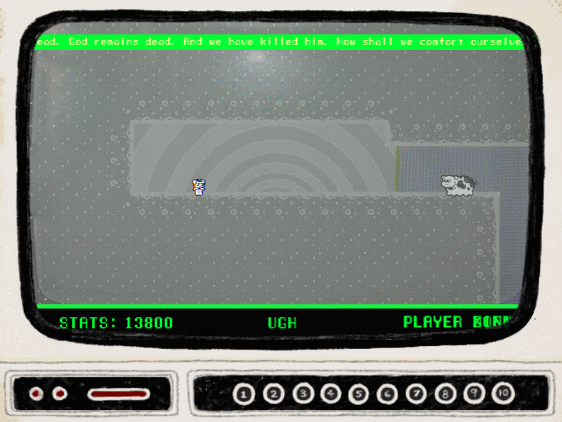 ead. God remains dead. And we have killed him. How shall we comfort ourselve
STATS: 13800 UGH PLAYER
1 2 3 4 5 6 7 8 9 10